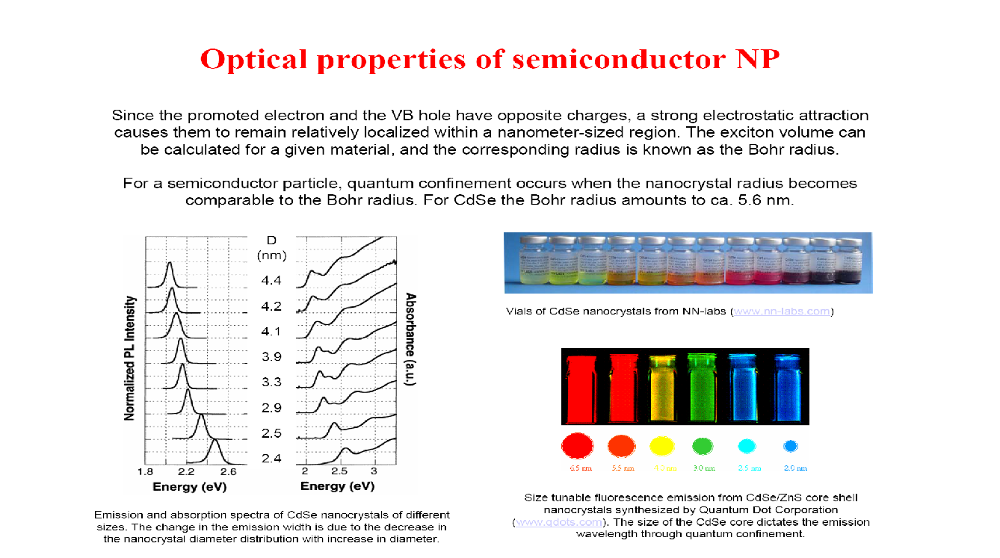 Optical properties of semiconductor NP
Since the promoted electron and the VB hole have opposite charges, a strong electrostatic attraction
causes them to remain relatively localized within a nanometer-sized region. The exciton volume can
be calculated for a given material, and the corresponding radius is known as the Bohr radius.
For a semiconductor particle, quantum confinement occurs when the nanocrystal radius becomes
comparable to the Bohr radius. For CdSe the Bohr radius amounts to ca. 5.6 nm.
Normalized PL Intensity
D
(nm)
4.4
4.2
4.1
3.9
3.3
2.9
2.5
2.4
Absorbance (a.u.)
1.8 2.2 2.6
2 2.5 3
Energy (eV)
Energy (eV)
Emission and absorption spectra of CdSe nanocrystals of different
sizes. The change in the emission width is due to the decrease in
the nanocrystal diameter distribution with increase in diameter.
Vials of CdSe nanocrystals from NN-labs (www.nn-labs.com)
6.5 nm 5.5 nm 4.0 nm 3.0 nm 2.5 nm 2.0 nm
Size tunable fluorescence emission from CdSe/ZnS core shell
nanocrystals synthesized by Quantum Dot Corporation
(www.qdots.com). The size of the CdSe core dictates the emission
wavelength through quantum confinement.